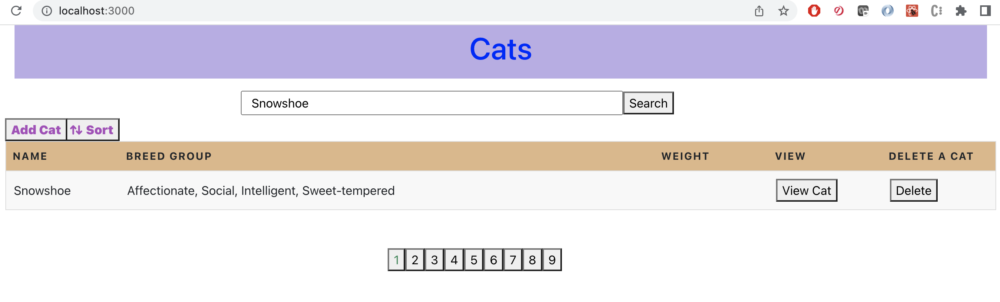 localhost:3000
Cats
Snowshoe Search
Add Cat ↑↓ Sort
NAME BREED GROUP WEIGHT VIEW DELETE A CAT
Snowshoe Affectionate, Social, Intelligent, Sweet-tempered View Cat Delete
1 2 3 4 5 6 7 8 9